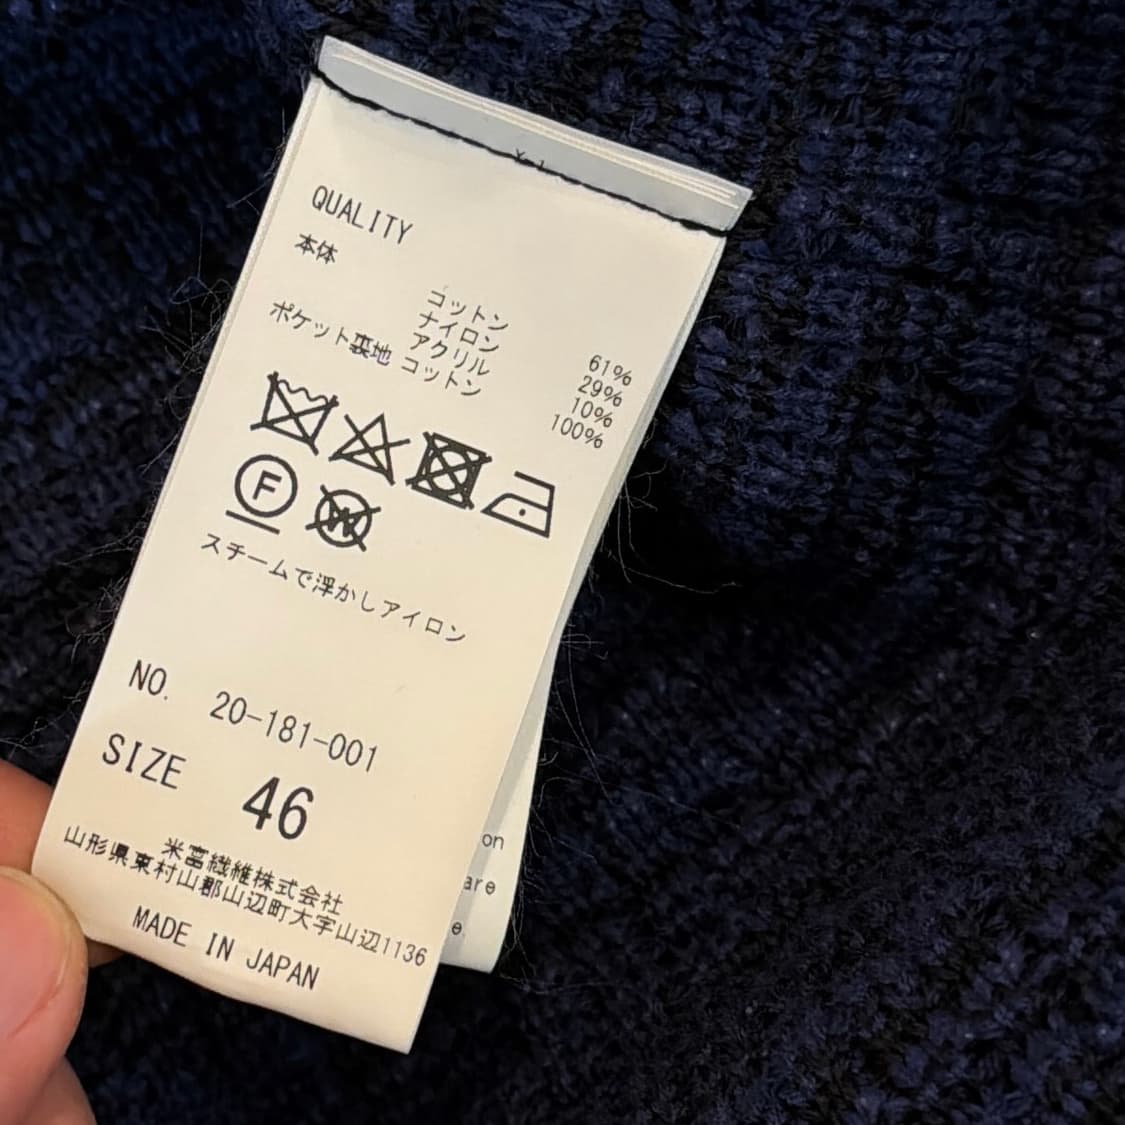 QUALITY
本体
コットン 61%
ナイロン 29%
アクリル 10%
ポケット裏地 コットン 100%
F
W
スチームで浮かしアイロン
NO. 20-181-001
SIZE 46
米富繊維株式会社
山形県東村山郡山辺町大字山辺1136
MADE IN JAPAN
on
are
e